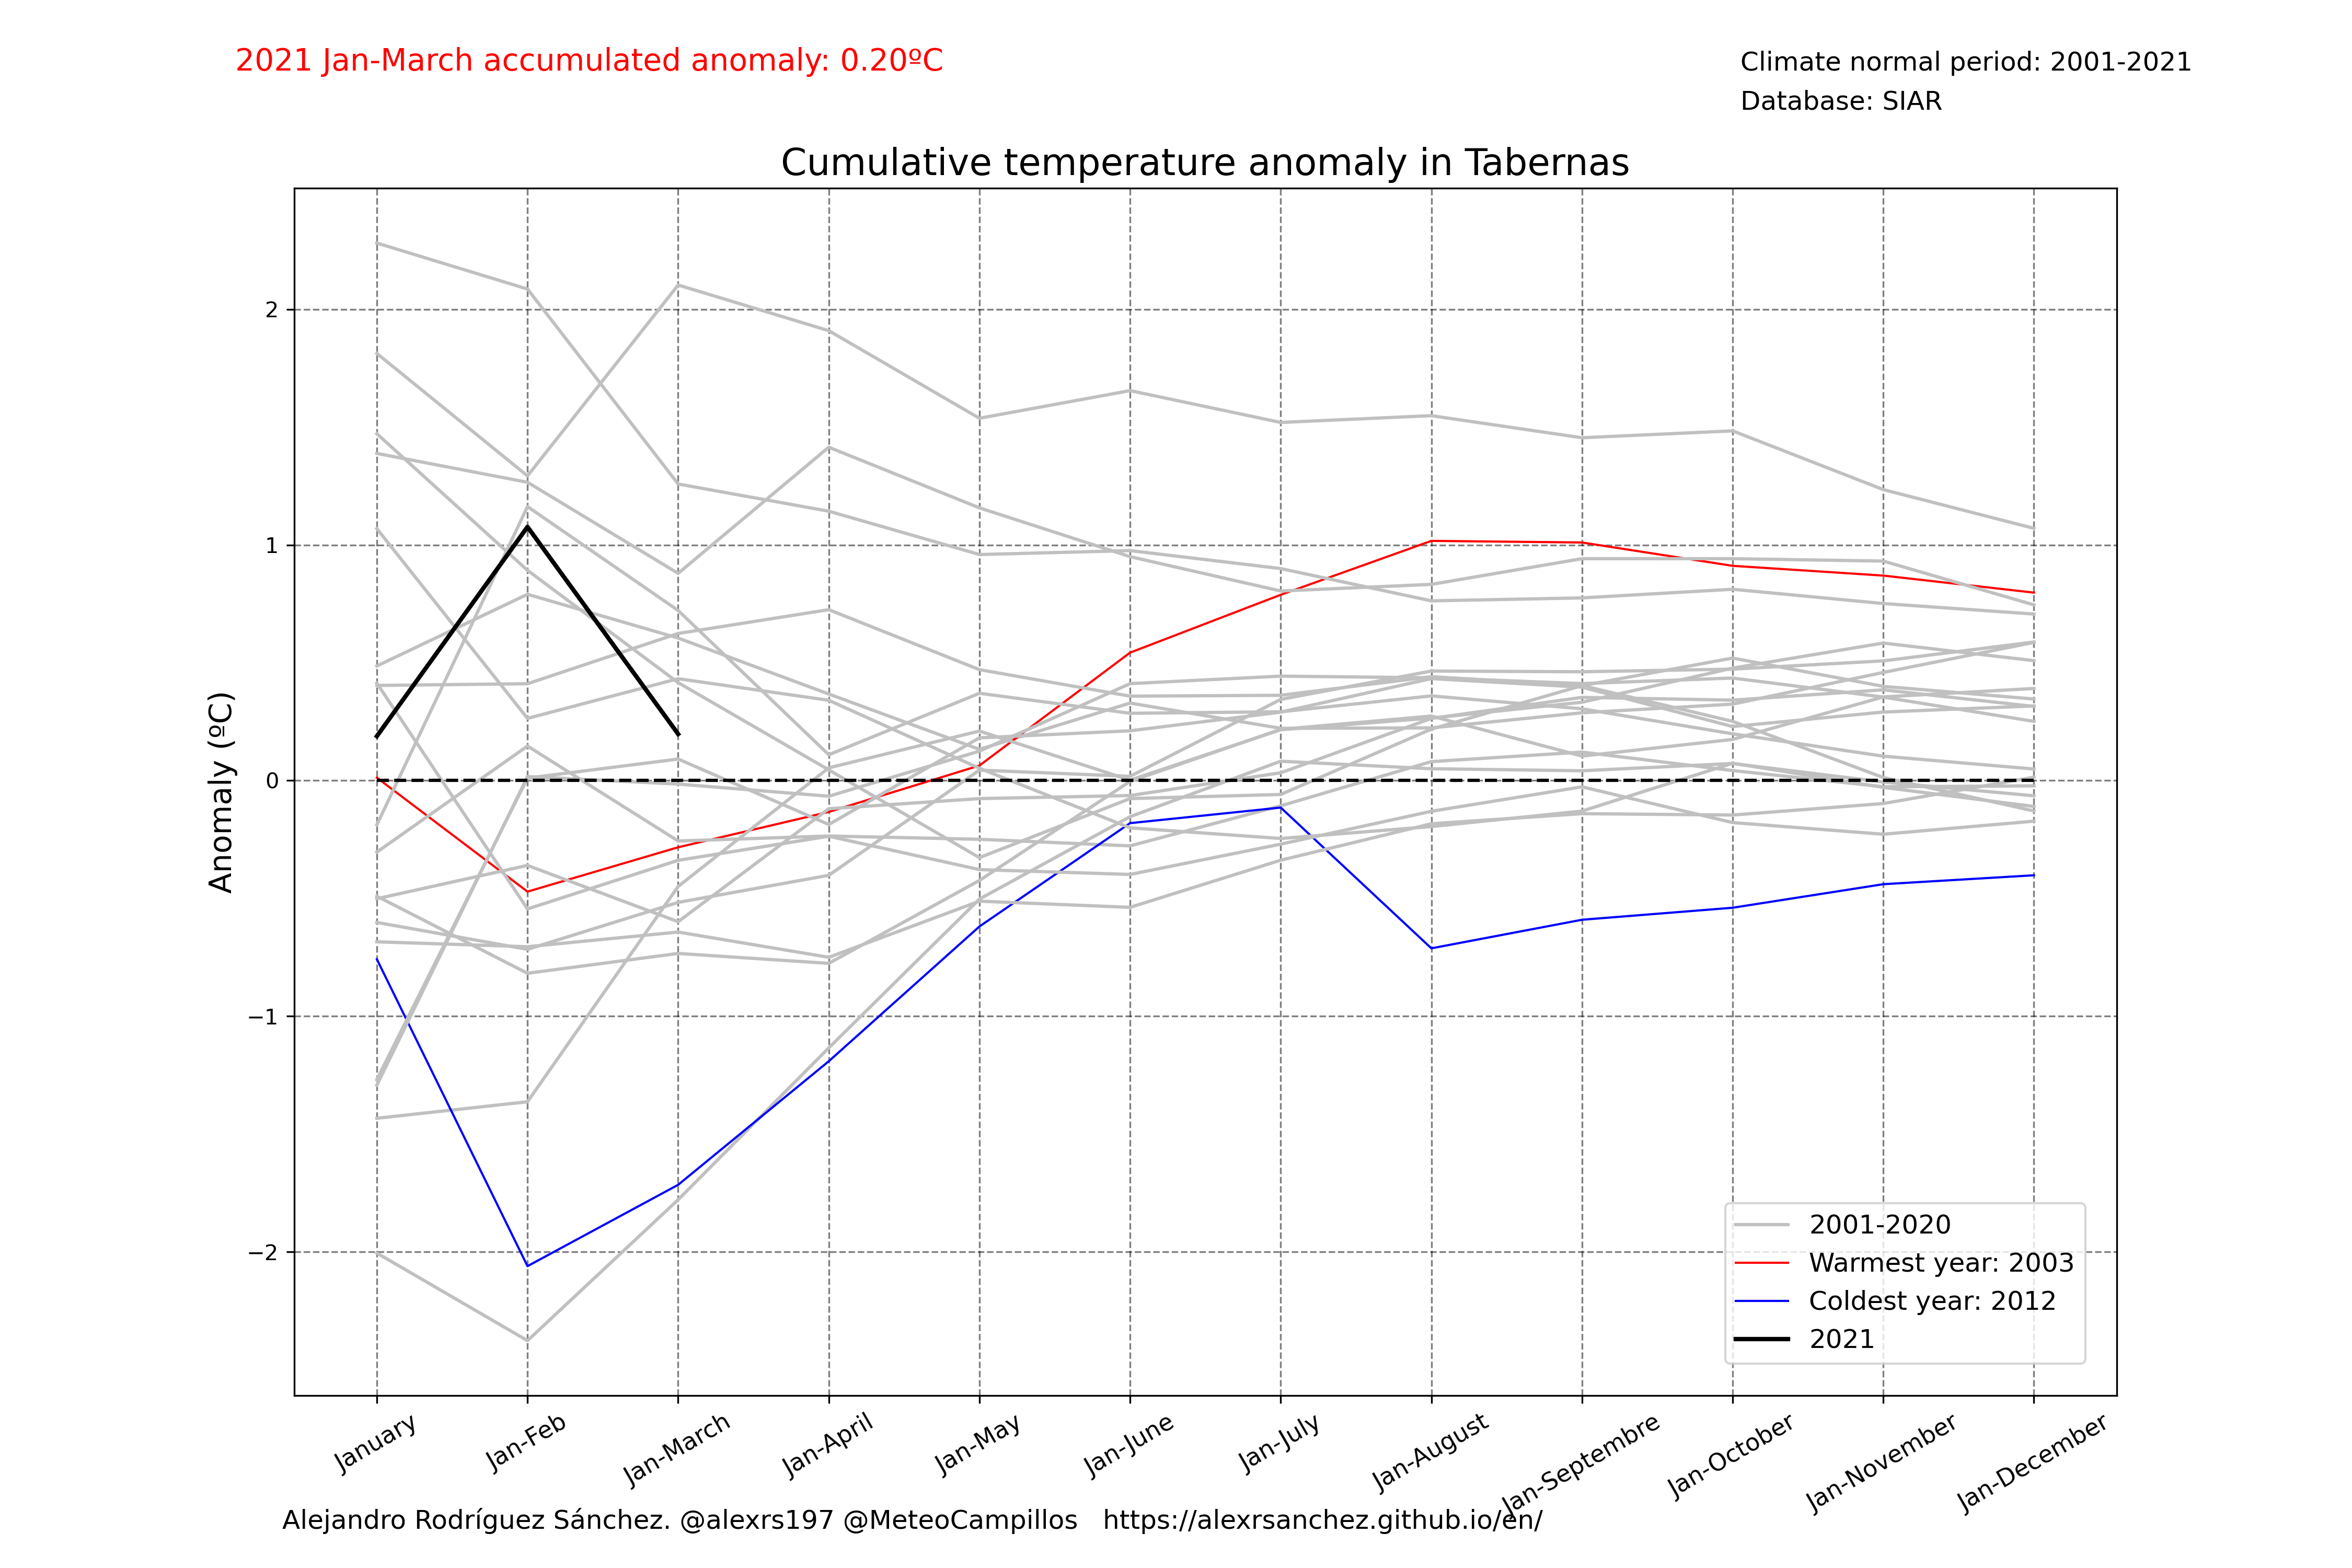 2021 Jan-March accumulated anomaly: 0.20ºC
Climate normal period: 2001-2021
Database: SIAR
Cumulative temperature anomaly in Tabernas
Anomaly (ºC)
2
1
0
−1
−2
2001-2020
Warmest year: 2003
Coldest year: 2012
2021
January
Jan-Feb
Jan-March
Jan-April
Jan-May
Jan-June
Jan-July
Jan-August
Jan-Septembre
Jan-October
Jan-November
Jan-December
Alejandro Rodríguez Sánchez. @alexrs197 @MeteoCampillos   https://alexrsanchez.github.io/en/